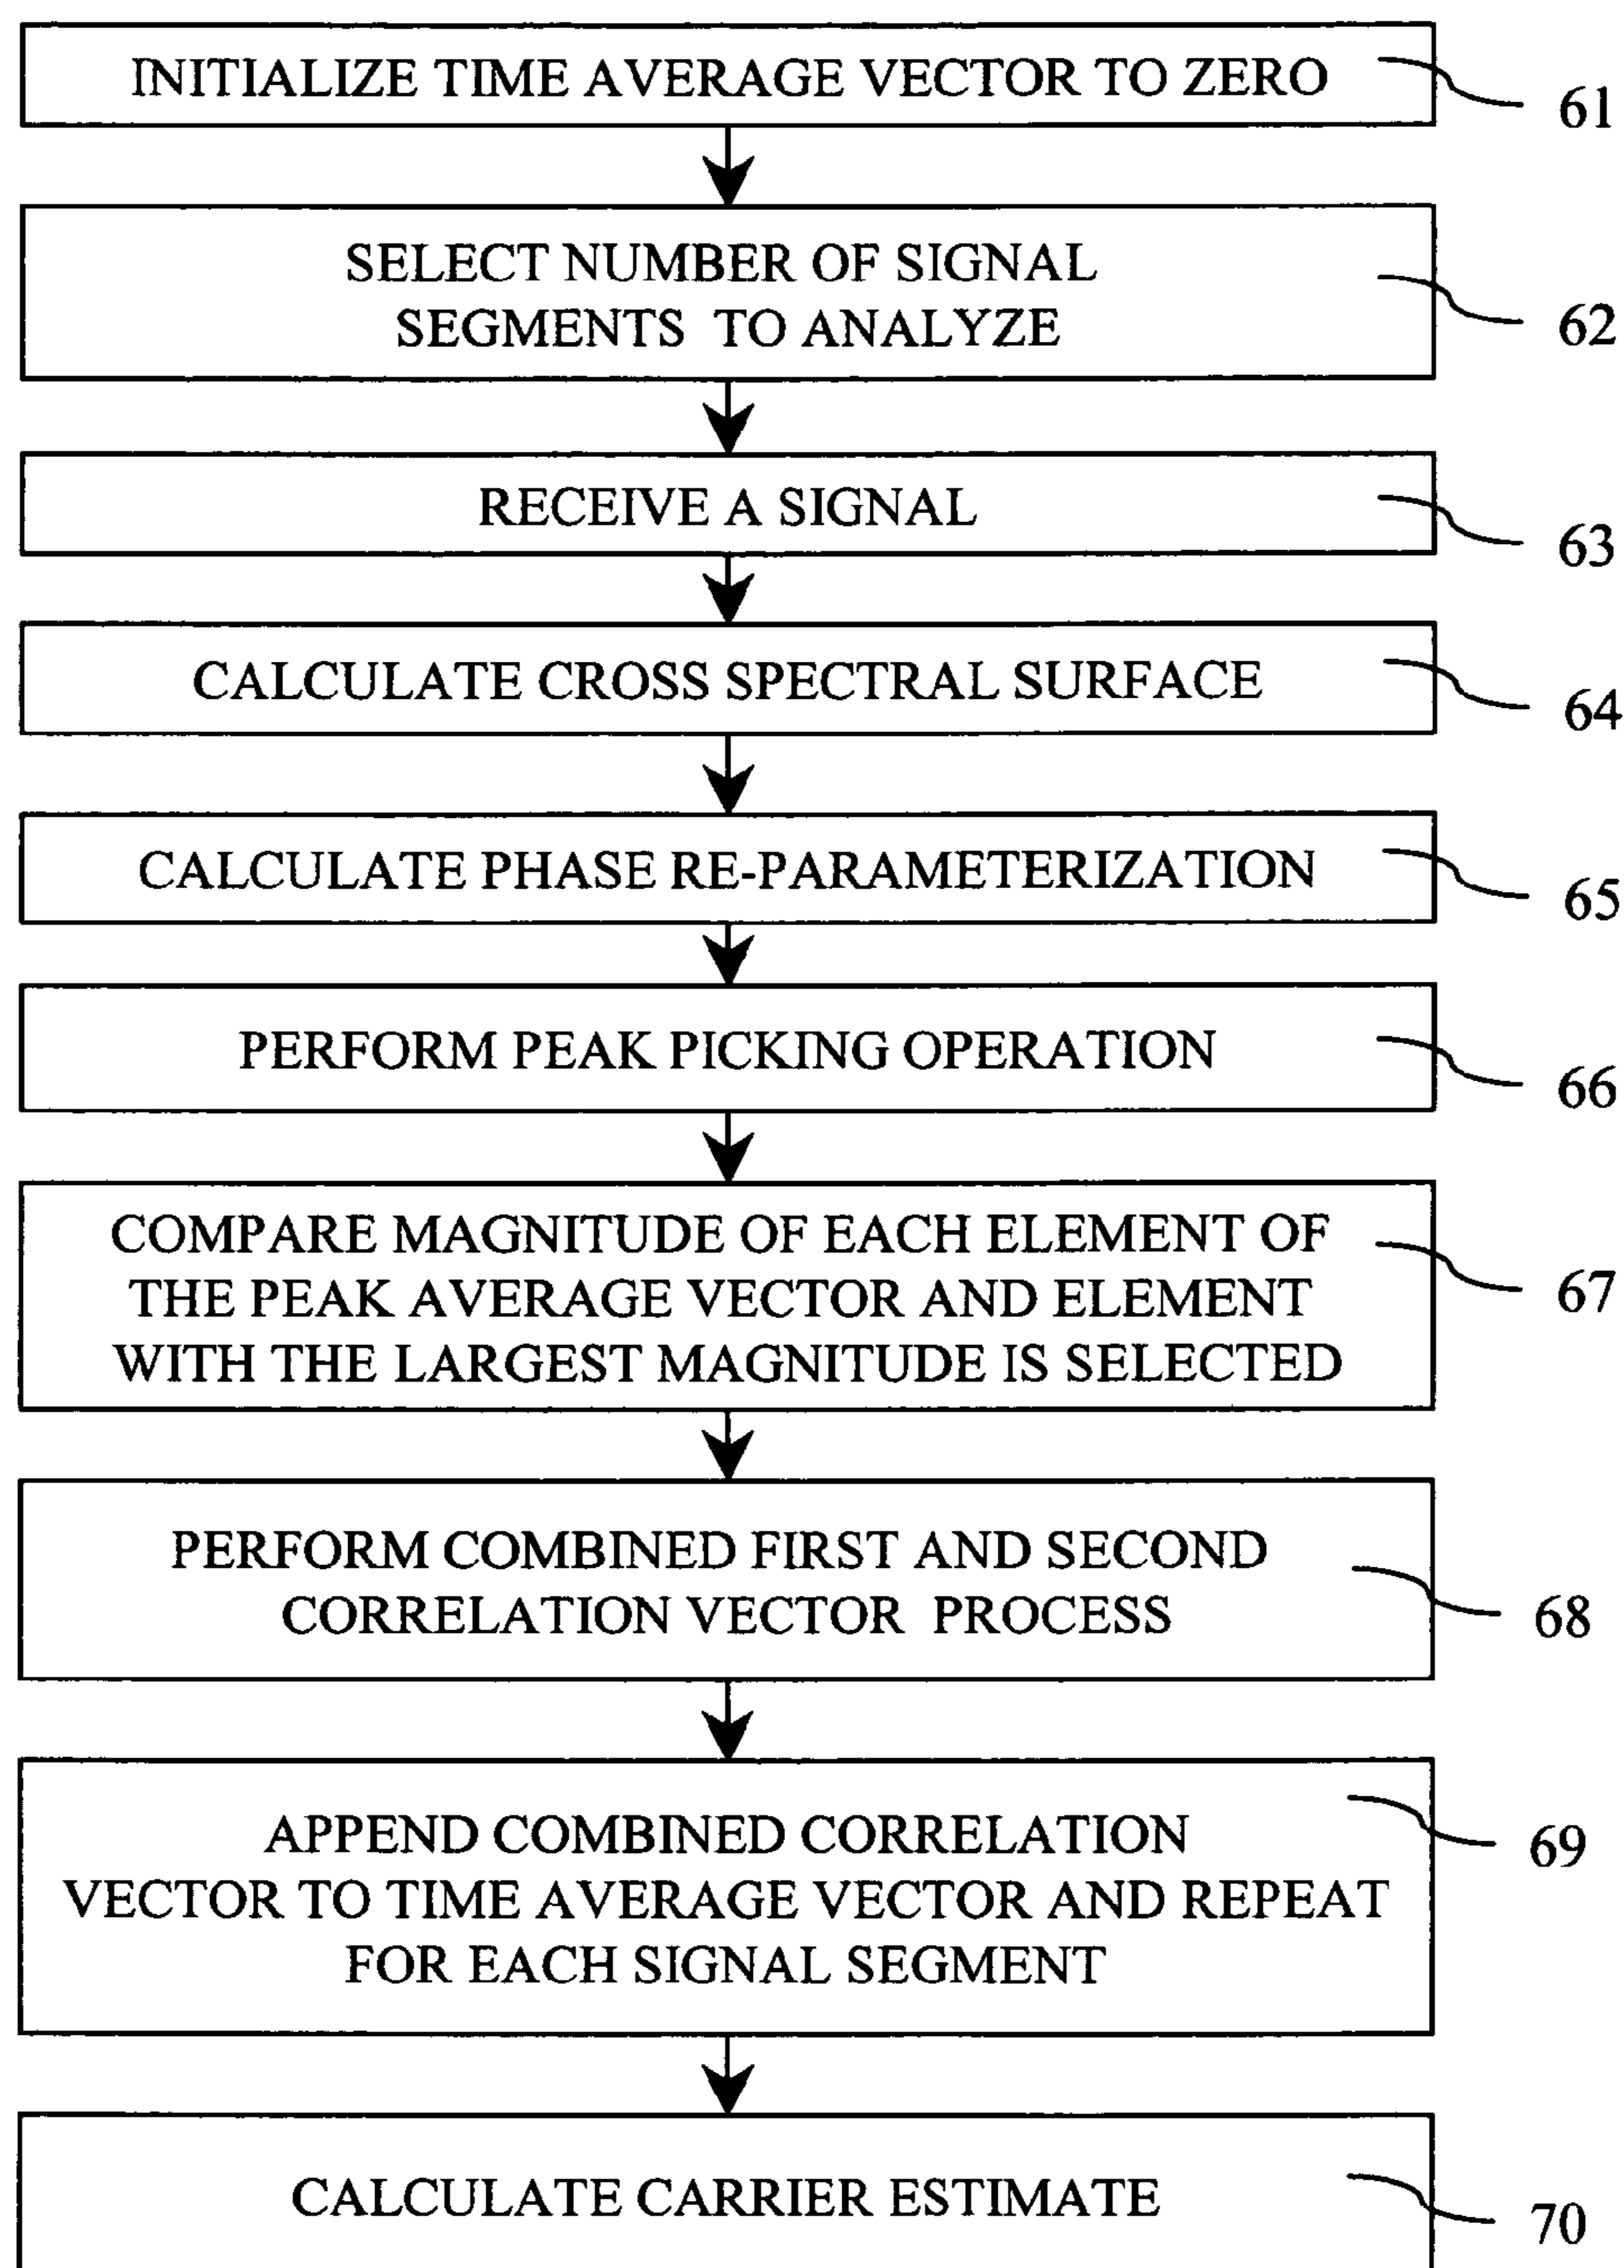 INITIALIZE TIME AVERAGE VECTOR TO ZERO
61
SELECT NUMBER OF SIGNAL
SEGMENTS TO ANALYZE
62
RECEIVE A SIGNAL
63
CALCULATE CROSS SPECTRAL SURFACE
64
CALCULATE PHASE RE-PARAMETERIZATION
65
PERFORM PEAK PICKING OPERATION
66
COMPARE MAGNITUDE OF EACH ELEMENT OF
THE PEAK AVERAGE VECTOR AND ELEMENT
WITH THE LARGEST MAGNITUDE IS SELECTED
67
PERFORM COMBINED FIRST AND SECOND
CORRELATION VECTOR PROCESS
68
APPEND COMBINED CORRELATION
VECTOR TO TIME AVERAGE VECTOR AND REPEAT
FOR EACH SIGNAL SEGMENT
69
CALCULATE CARRIER ESTIMATE
70